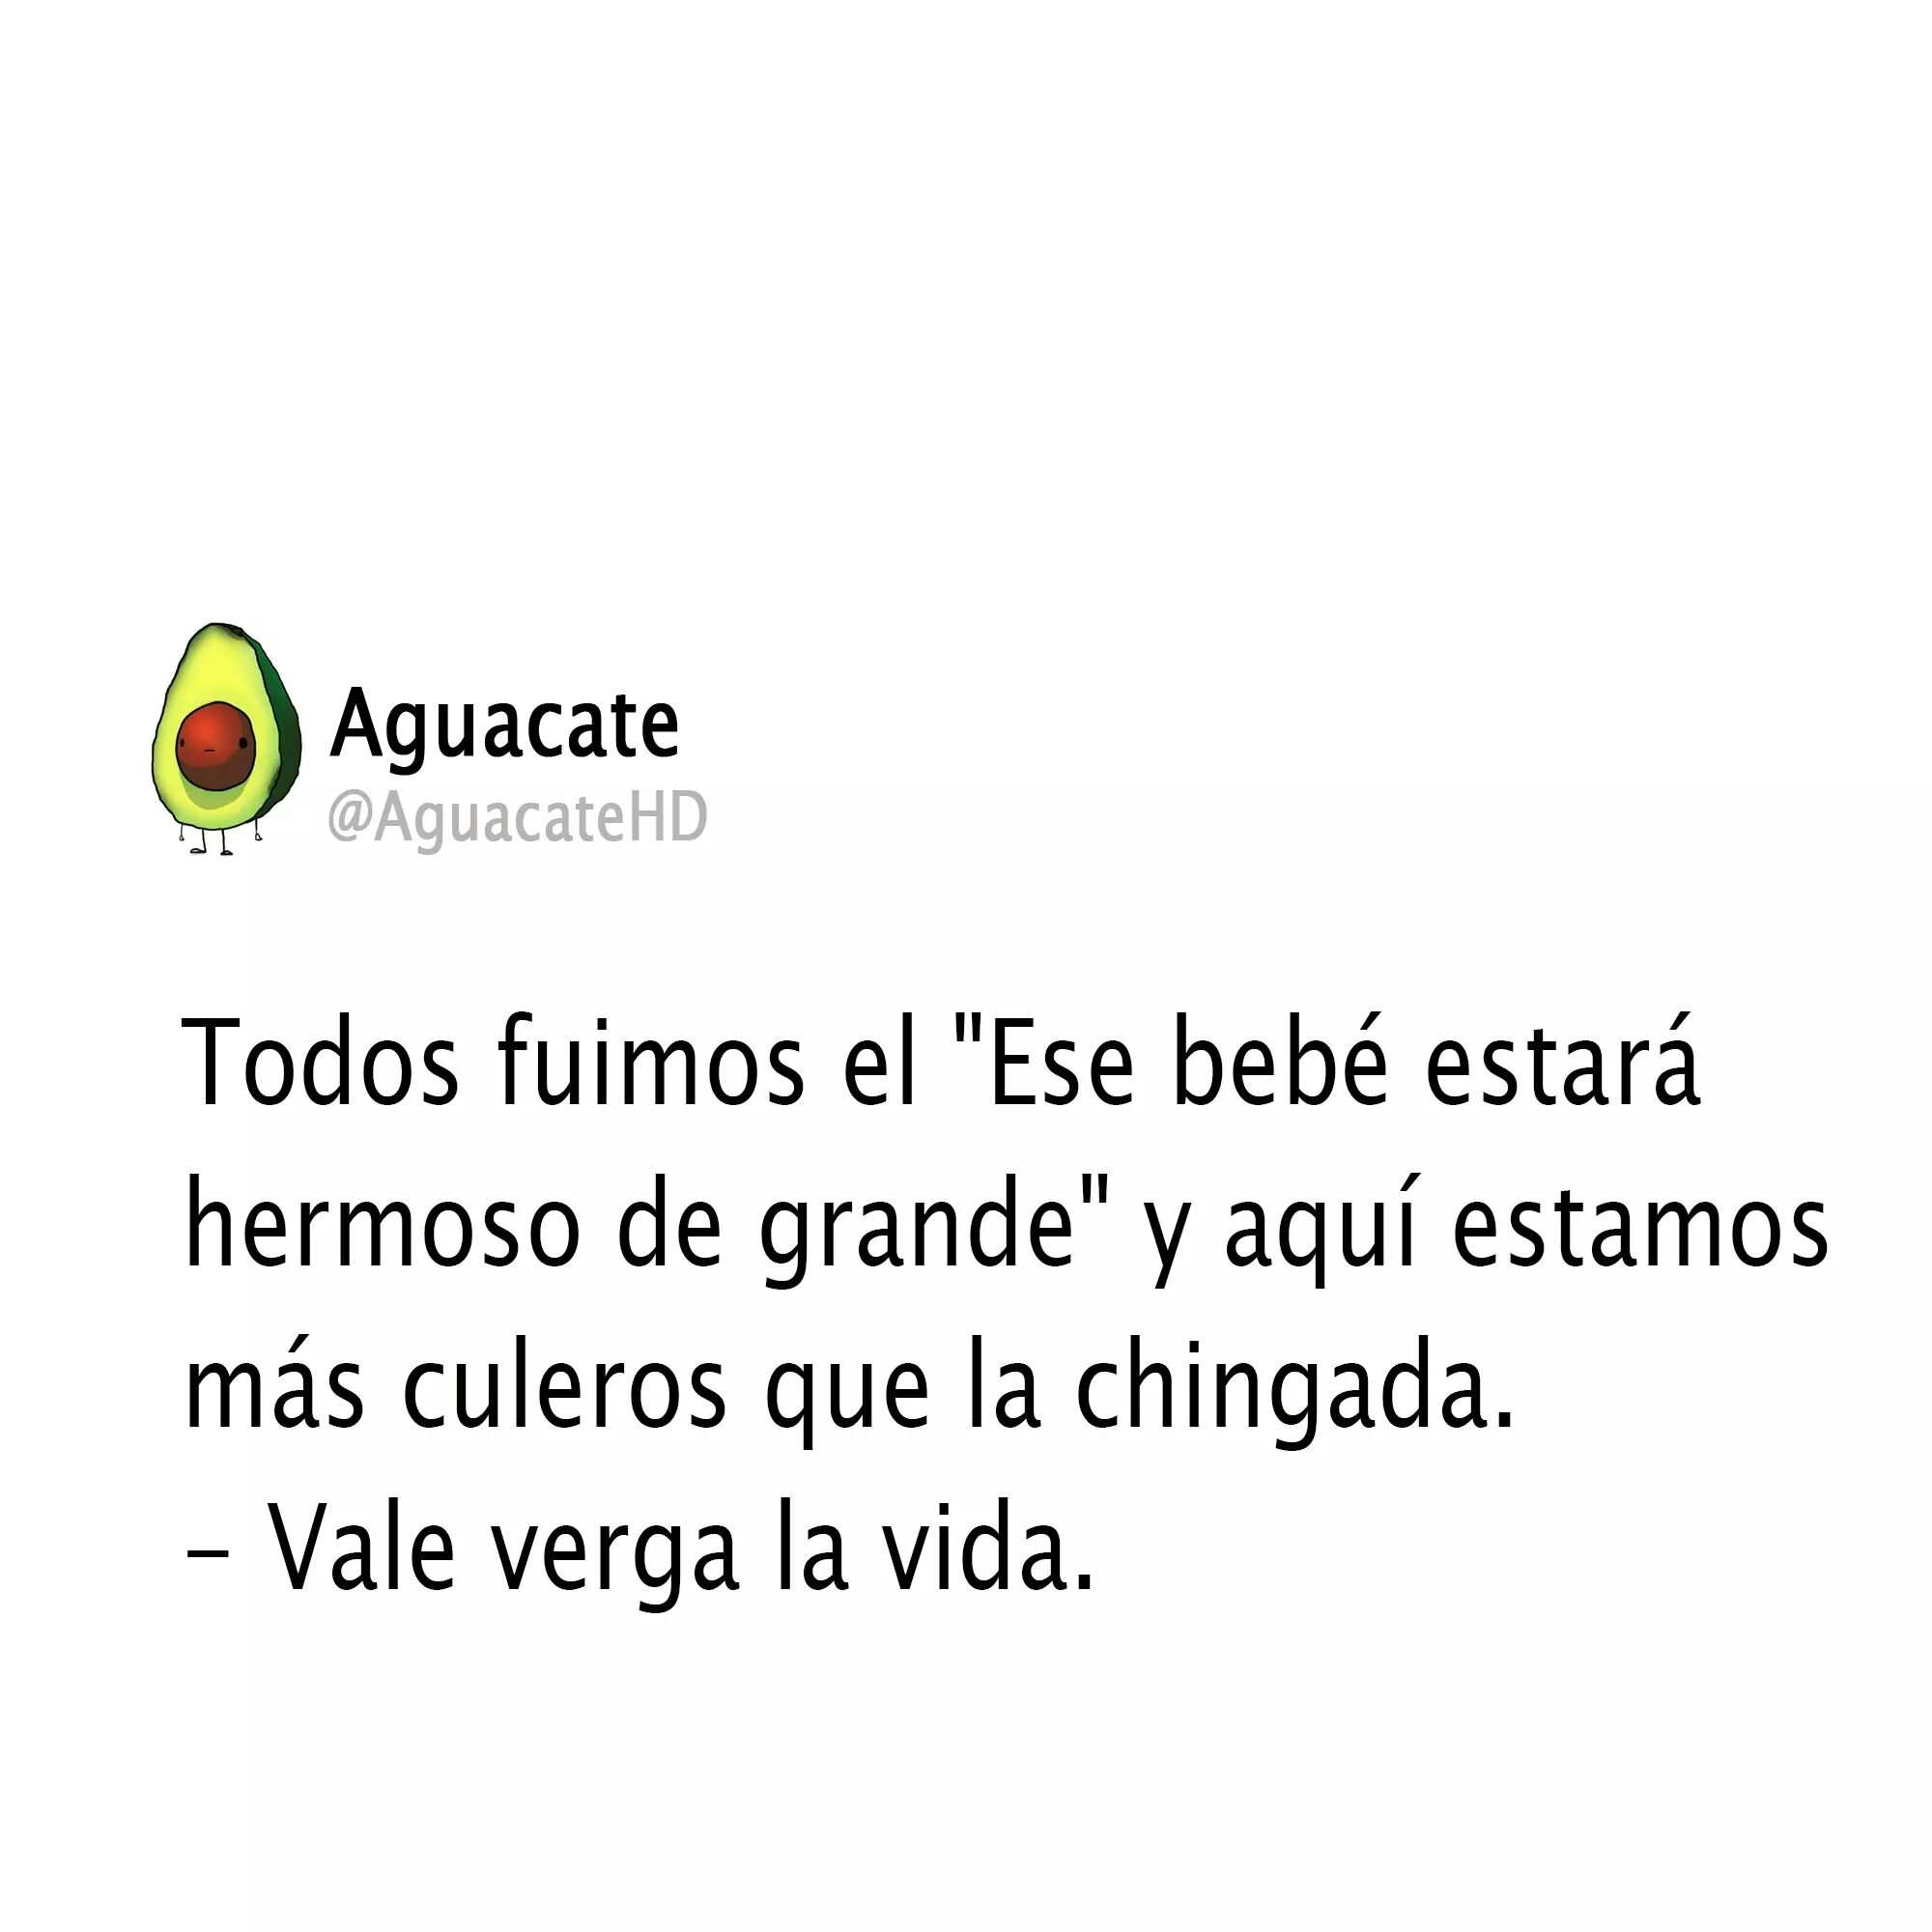 Aguacate
@AguacateHD
Todos fuimos el "Ese bebé estará
hermoso de grande" y aquí estamos
más culeros que la chingada.
– Vale verga la vida.